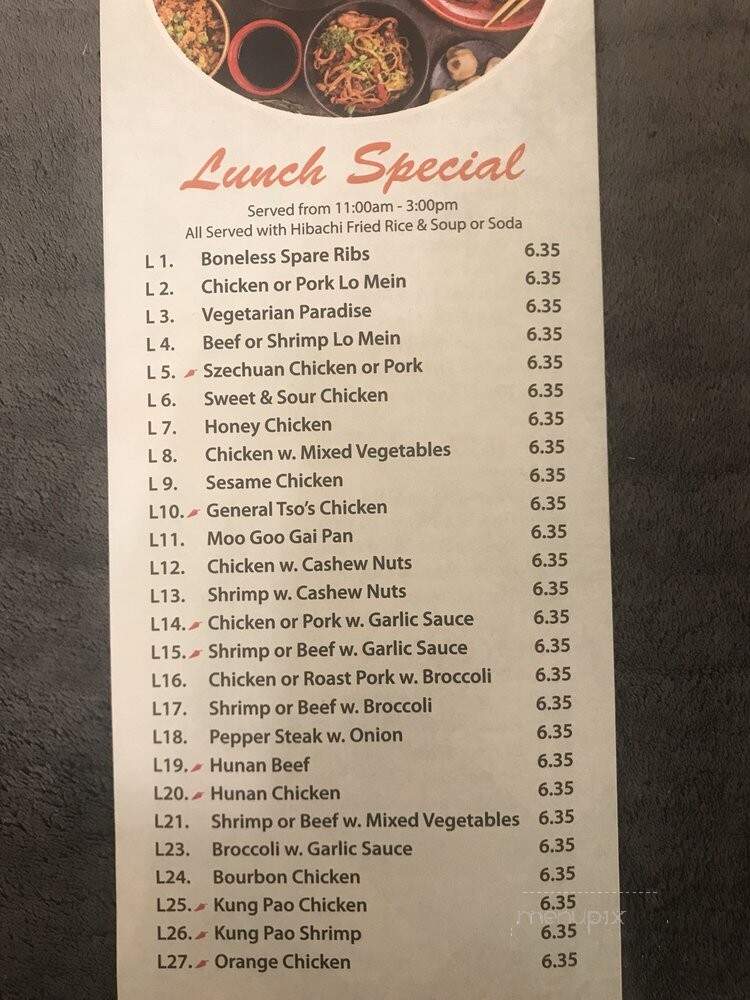 Lunch Special
Served from 11:00am - 3:00pm
All Served with Hibachi Fried Rice & Soup or Soda
L 1. Boneless Spare Ribs 6.35
L 2. Chicken or Pork Lo Mein 6.35
L 3. Vegetarian Paradise 6.35
L 4. Beef or Shrimp Lo Mein 6.35
L 5. Szechuan Chicken or Pork 6.35
L 6. Sweet & Sour Chicken 6.35
L 7. Honey Chicken 6.35
L 8. Chicken w. Mixed Vegetables 6.35
L 9. Sesame Chicken 6.35
L10. General Tso's Chicken 6.35
L11. Moo Goo Gai Pan 6.35
L12. Chicken w. Cashew Nuts 6.35
L13. Shrimp w. Cashew Nuts 6.35
L14. Chicken or Pork w. Garlic Sauce 6.35
L15. Shrimp or Beef w. Garlic Sauce 6.35
L16. Chicken or Roast Pork w. Broccoli 6.35
L17. Shrimp or Beef w. Broccoli 6.35
L18. Pepper Steak w. Onion 6.35
L19. Hunan Beef 6.35
L20. Hunan Chicken 6.35
L21. Shrimp or Beef w. Mixed Vegetables 6.35
L23. Broccoli w. Garlic Sauce 6.35
L24. Bourbon Chicken 6.35
L25. Kung Pao Chicken 6.35
menupix
L26. Kung Pao Shrimp 6.35
L27. Orange Chicken 6.35